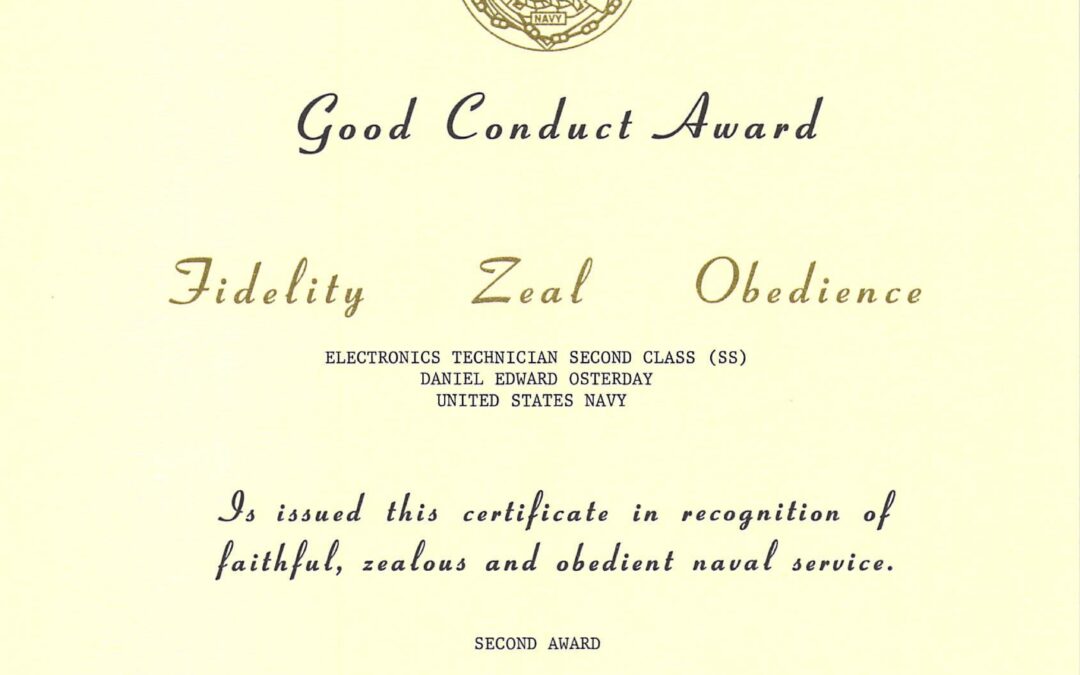 NAVY
Good Conduct Award
Fidelity Zeal Obedience
ELECTRONICS TECHNICIAN SECOND CLASS (SS)
DANIEL EDWARD OSTERDAY
UNITED STATES NAVY
Is issued this certificate in recognition of
faithful, zealous and obedient naval service.
SECOND AWARD